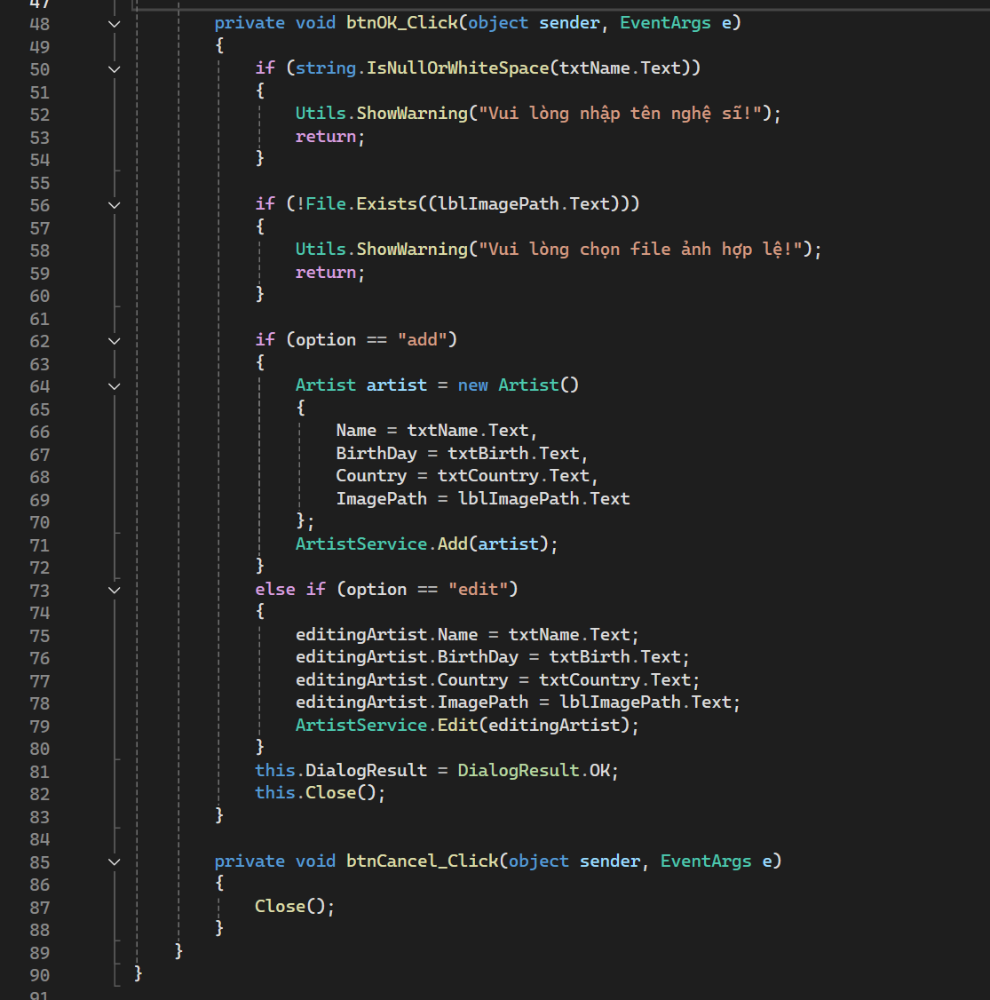 47
48 private void btnOK_Click(object sender, EventArgs e)
49 {
50 if (string.IsNullOrWhiteSpace(txtName.Text))
51 {
52 Utils.ShowWarning("Vui lòng nhập tên nghệ sĩ!");
53 return;
54 }
55
56 if (!File.Exists((lblImagePath.Text)))
57 {
58 Utils.ShowWarning("Vui lòng chọn file ảnh hợp lệ!");
59 return;
60 }
61
62 if (option == "add")
63 {
64 Artist artist = new Artist()
65 {
66 Name = txtName.Text,
67 BirthDay = txtBirth.Text,
68 Country = txtCountry.Text,
69 ImagePath = lblImagePath.Text
70 };
71 ArtistService.Add(artist);
72 }
73 else if (option == "edit")
74 {
75 editingArtist.Name = txtName.Text;
76 editingArtist.BirthDay = txtBirth.Text;
77 editingArtist.Country = txtCountry.Text;
78 editingArtist.ImagePath = lblImagePath.Text;
79 ArtistService.Edit(editingArtist);
80 }
81 this.DialogResult = DialogResult.OK;
82 this.Close();
83 }
84
85 private void btnCancel_Click(object sender, EventArgs e)
86 {
87 Close();
88 }
89 }
90 }
91